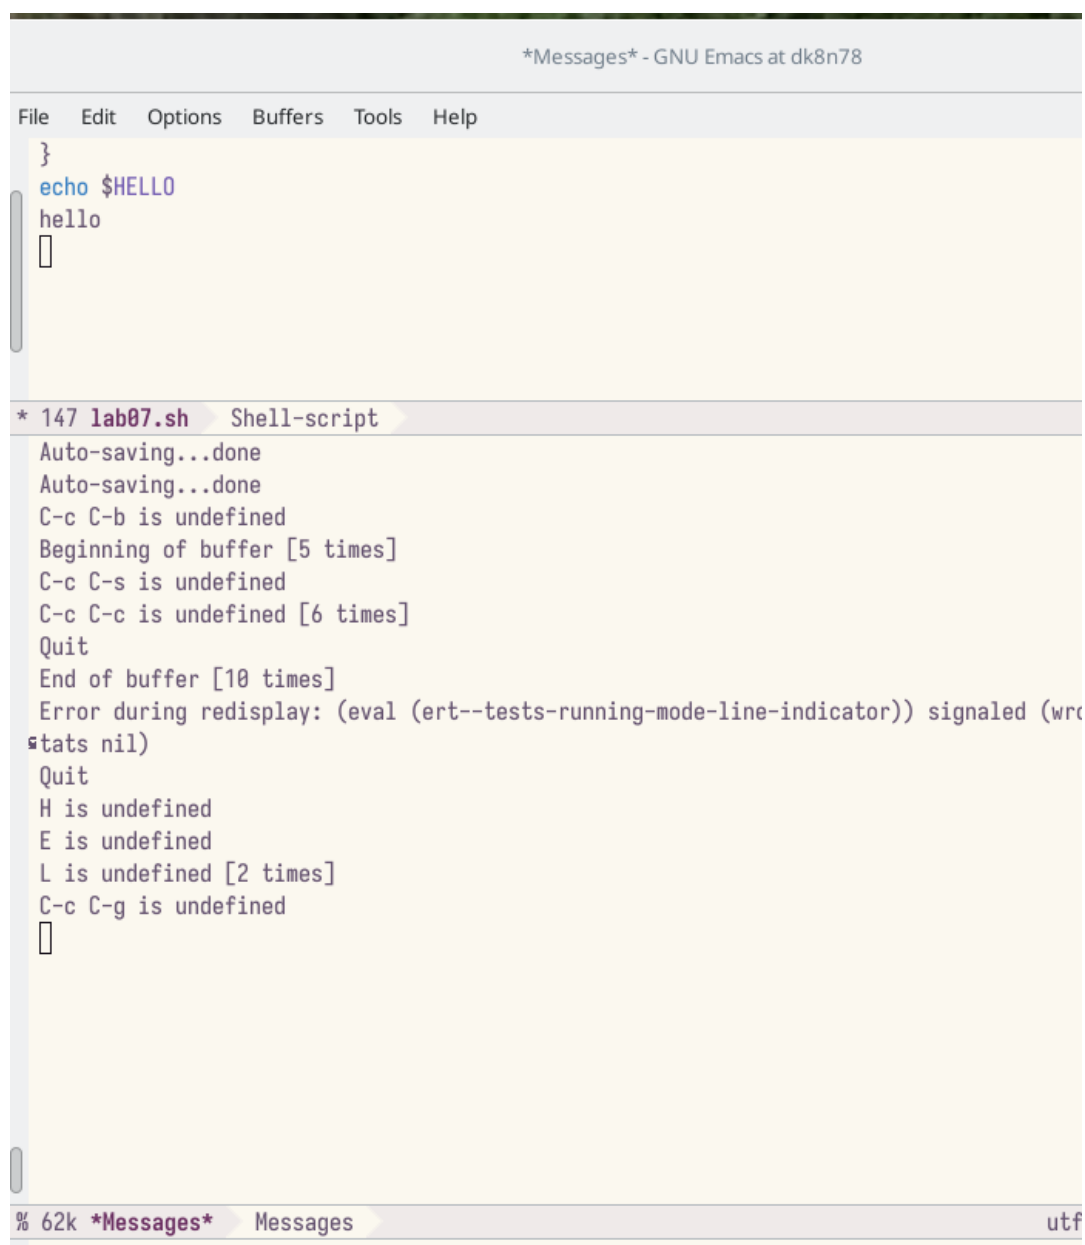 *Messages* - GNU Emacs at dk8n78
File Edit Options Buffers Tools Help
}
echo $HELLO
hello
* 147 lab07.sh Shell-script
Auto-saving...done
Auto-saving...done
C-c C-b is undefined
Beginning of buffer [5 times]
C-c C-s is undefined
C-c C-c is undefined [6 times]
Quit
End of buffer [10 times]
Error during redisplay: (eval (ert--tests-running-mode-line-indicator)) signaled (wro
tats nil)
Quit
H is undefined
E is undefined
L is undefined [2 times]
C-c C-g is undefined
% 62k *Messages* Messages utf